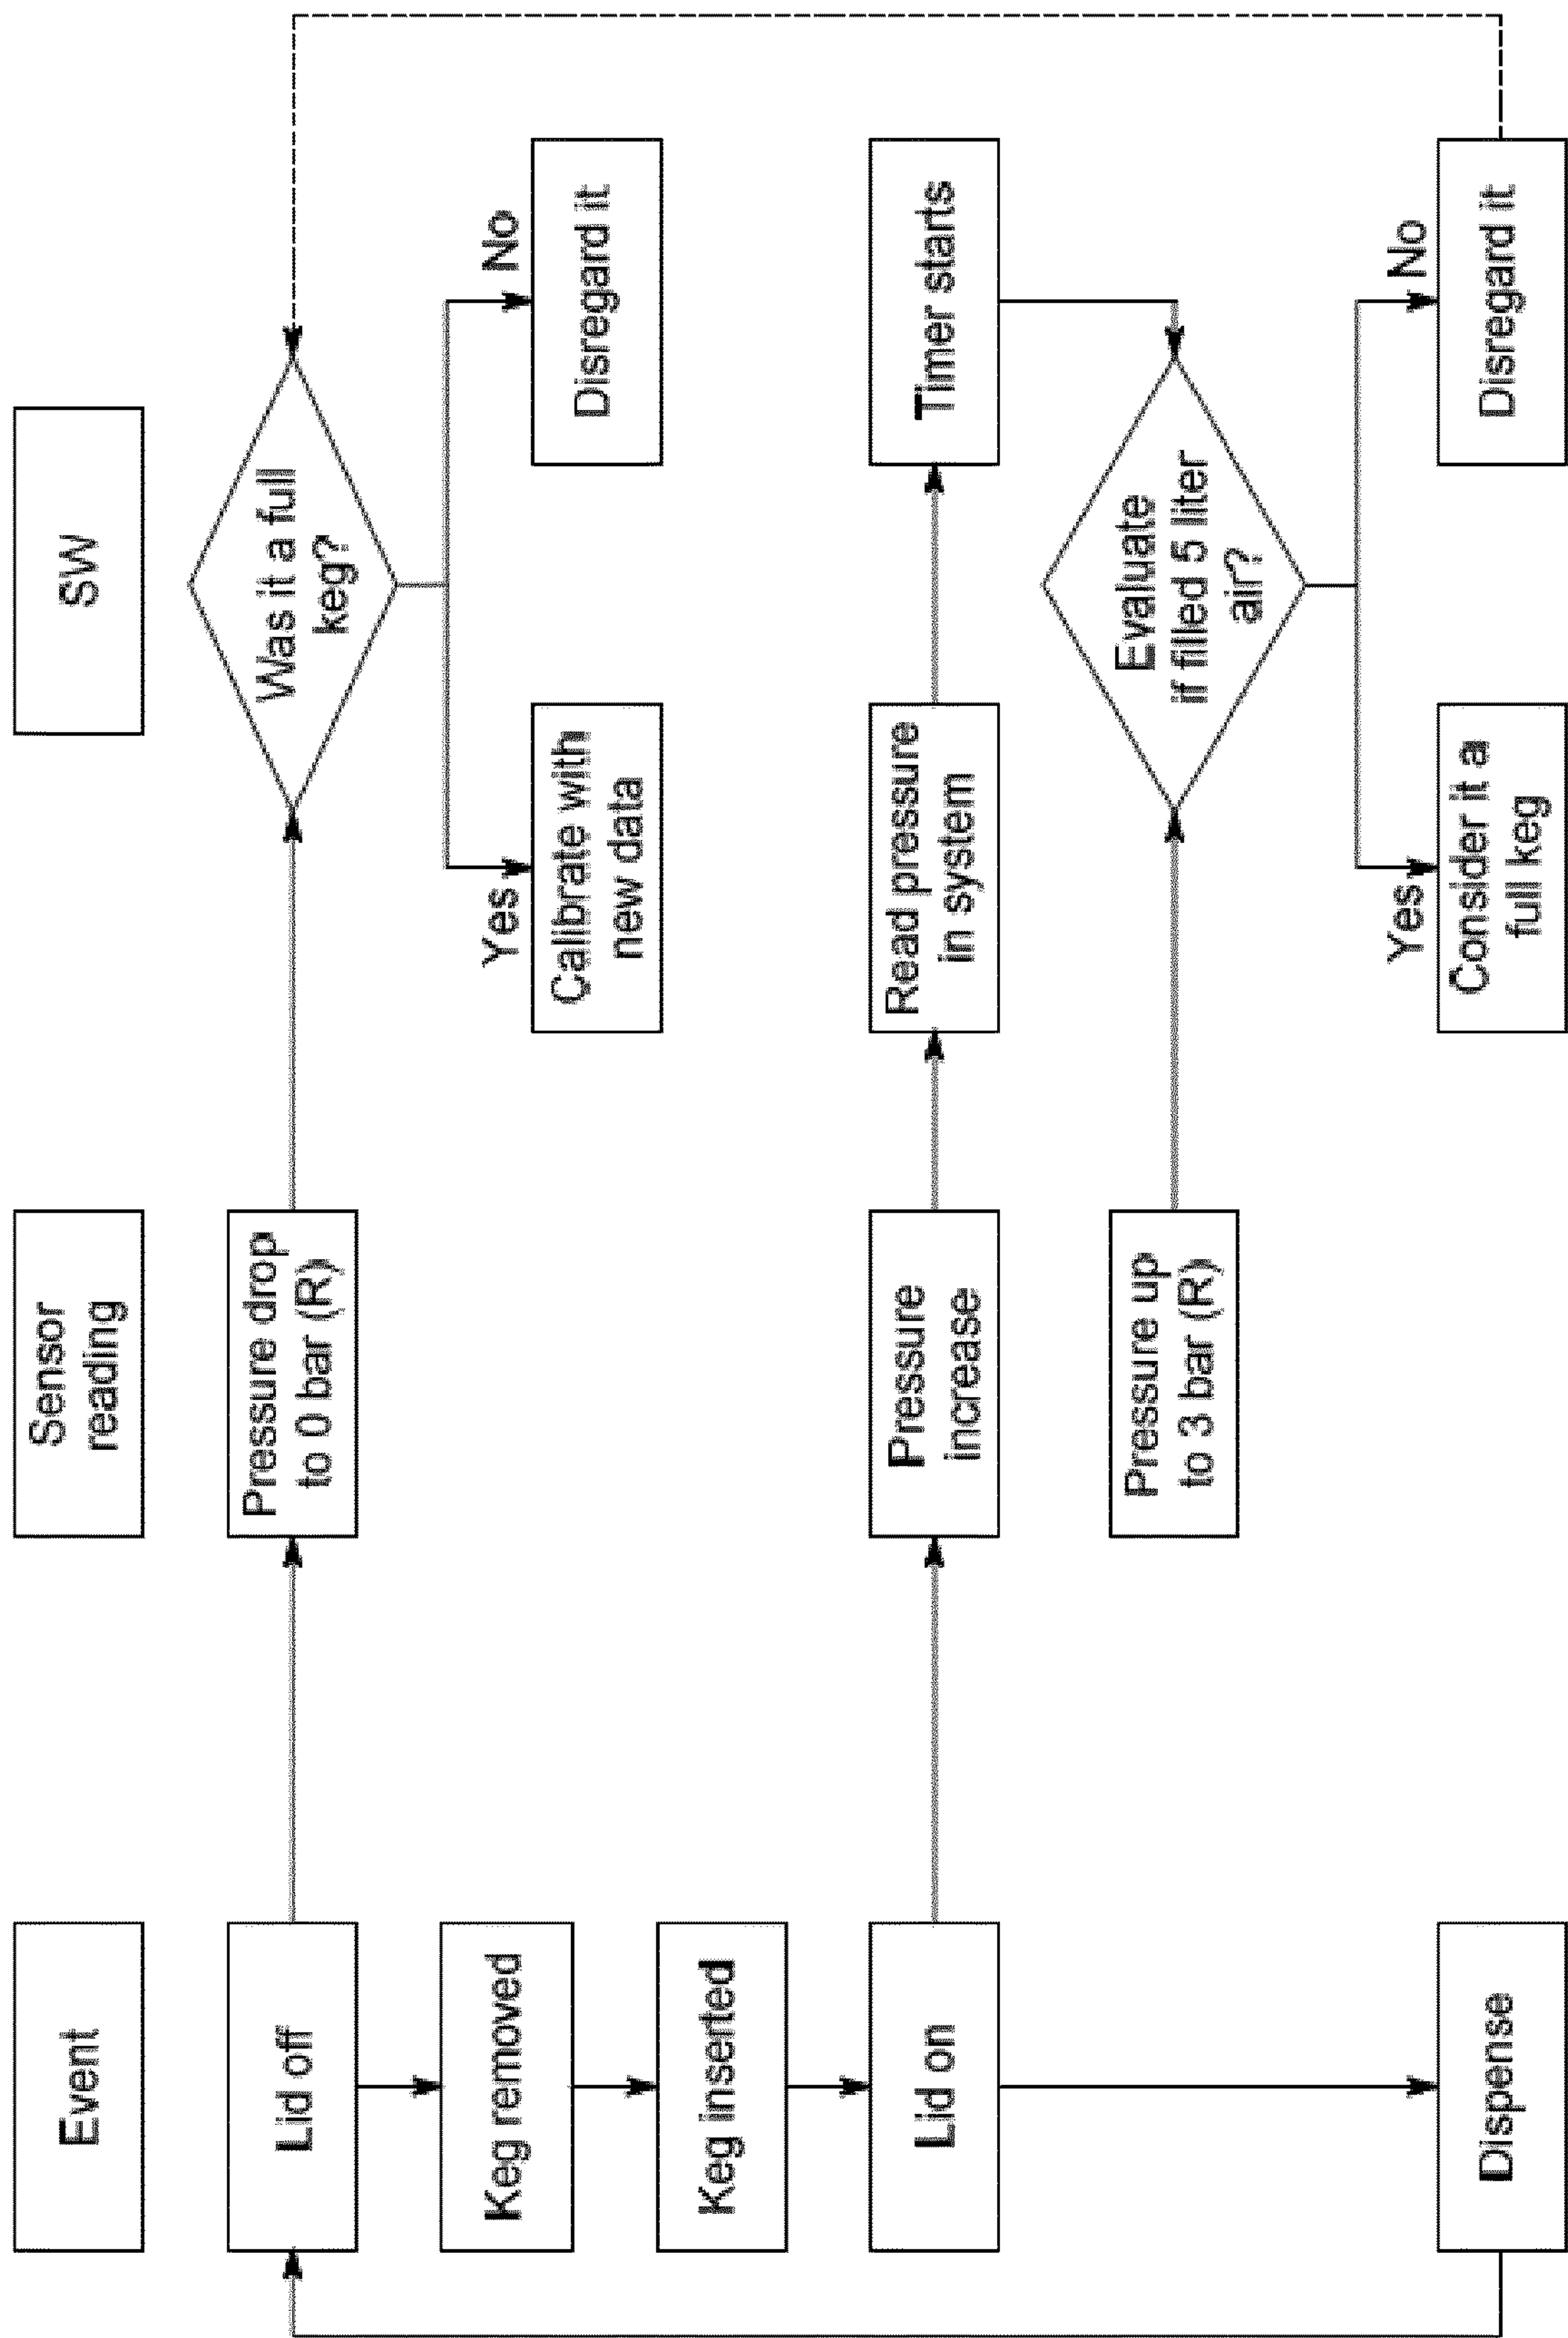 Event
Sensor
reading
SW
Lid off
Pressure drop
to 0 bar (R)
Was it a full
keg?
Keg removed
Yes
No
Calibrate with
new data
Disregard it
Keg inserted
Lid on
Pressure
increase
Read pressure
in system
Timer starts
Pressure up
to 3 bar (R)
Evaluate
if filled 5 liter
air?
Yes
No
Dispense
Consider it a
full keg
Disregard it